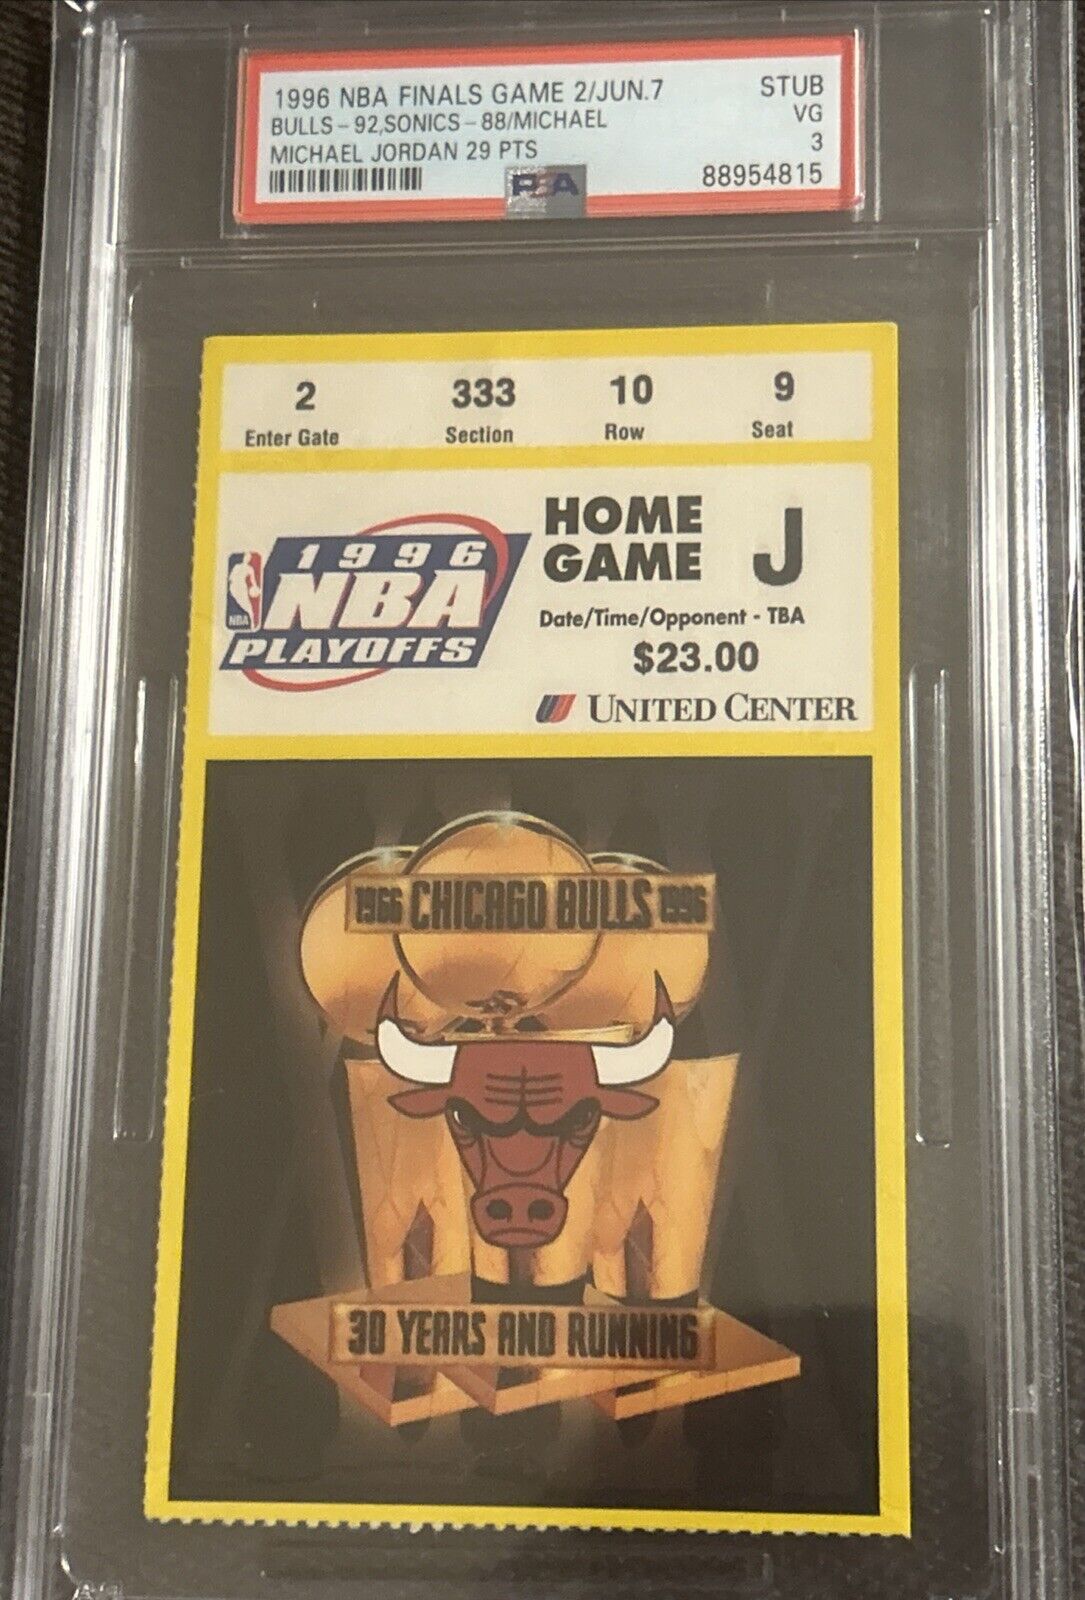 1996 NBA FINALS GAME 2/JUN.7 STUB
BULLS-92,SONICS-88/MICHAEL VG
MICHAEL JORDAN 29 PTS 3
PSA 88954815
2 333 10 9
Enter Gate Section Row Seat
HOME
GAME J
1996
NBA
NBA
PLAYOFFS
Date/Time/Opponent - TBA
$23.00
UNITED CENTER
1966 CHICAGO BULLS 1996
30 YEARS AND RUNNING